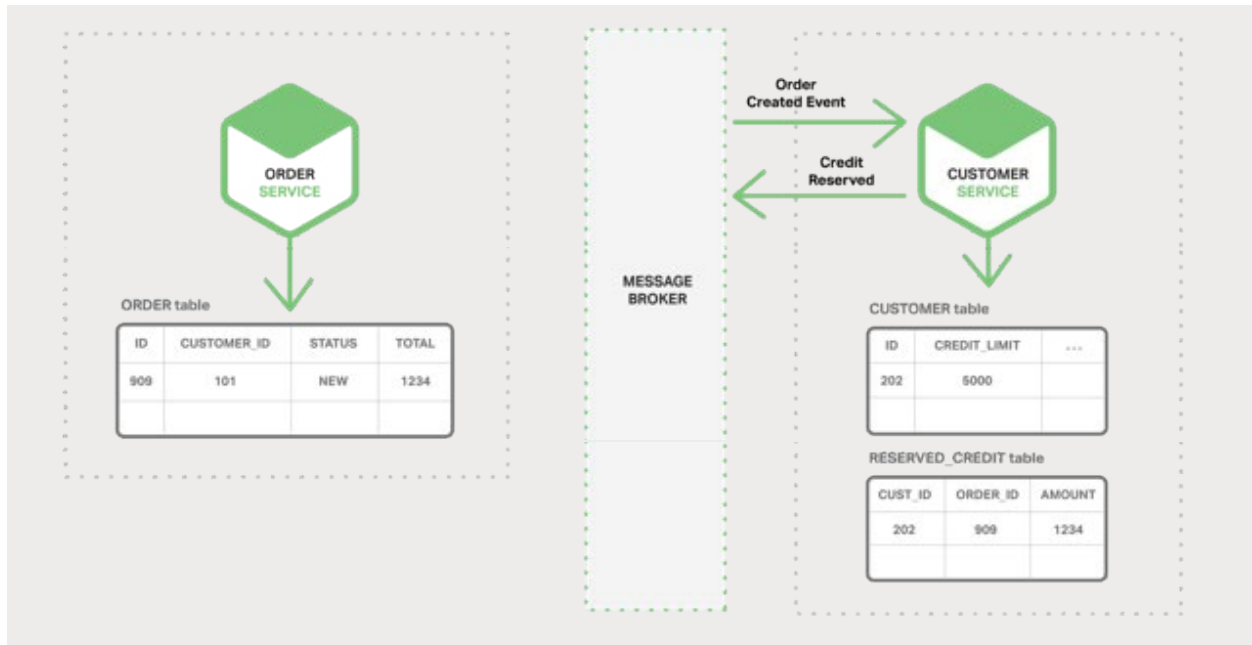 Order
Created Event
Credit
Reserved
ORDER
SERVICE
CUSTOMER
SERVICE
MESSAGE
BROKER
ORDER table
ID CUSTOMER_ID STATUS TOTAL
909 101 NEW 1234
CUSTOMER table
ID CREDIT_LIMIT ...
202 5000
RESERVED_CREDIT table
CUST_ID ORDER_ID AMOUNT
202 909 1234